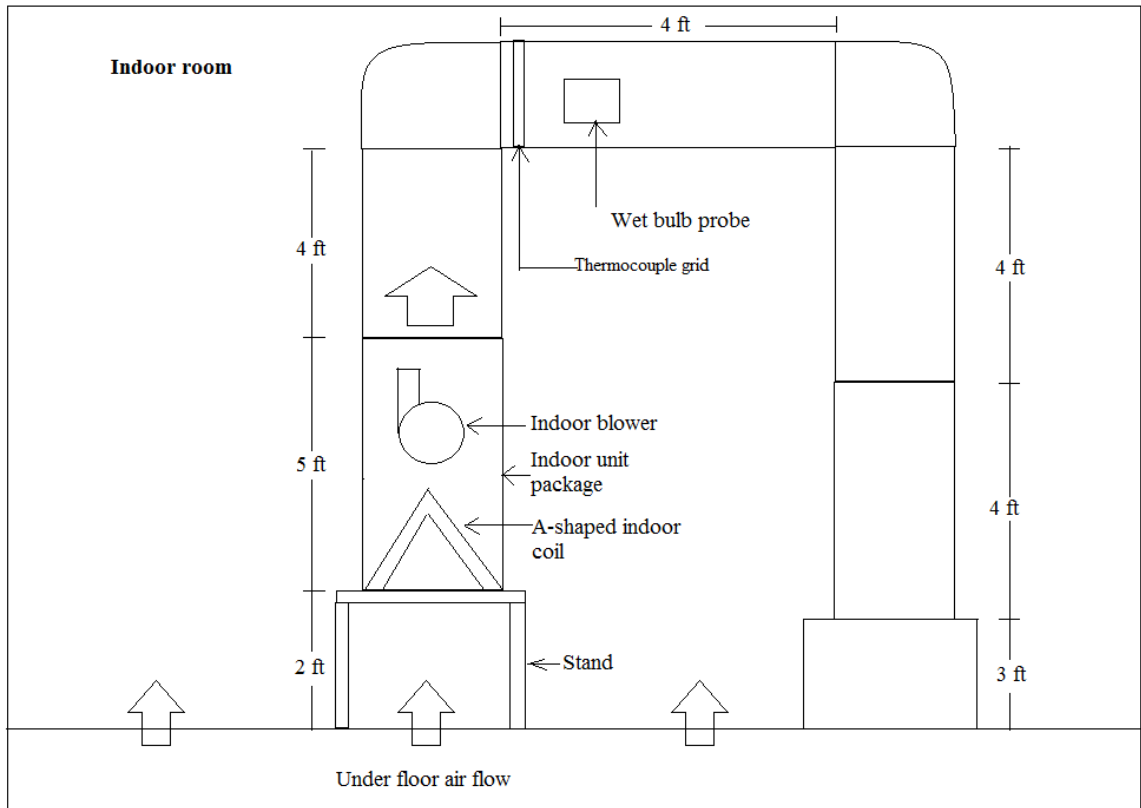 4 ft
Indoor room
Wet bulb probe
Thermocouple grid
4 ft
4 ft
Indoor blower
5 ft
Indoor unit
package
A-shaped indoor
coil
4 ft
2 ft
Stand
3 ft
Under floor air flow